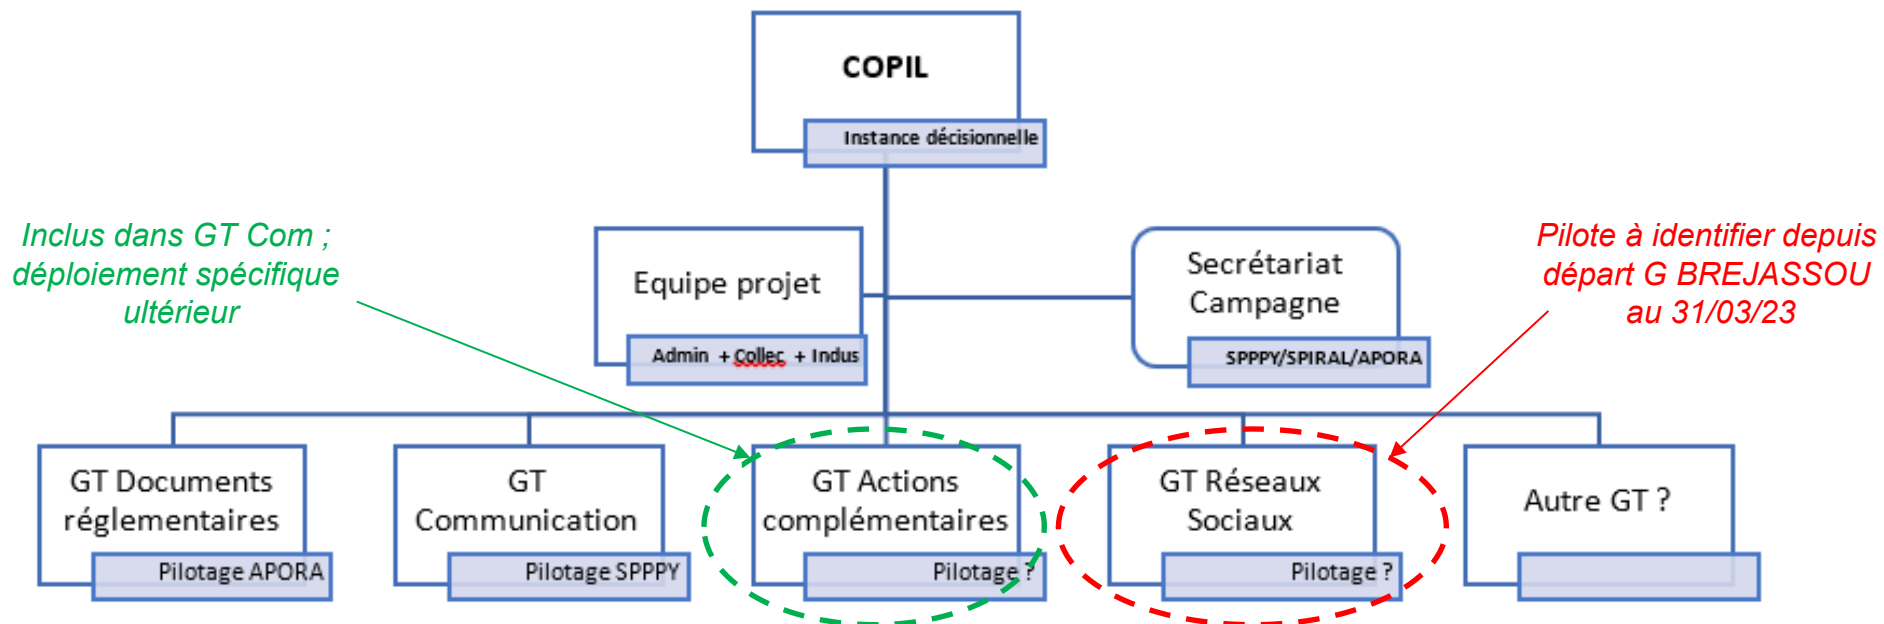 COPIL
Instance décisionnelle
Inclus dans GT Com ;
déploiement spécifique
ultérieur
Equipe projet
Admin + Collec + Indus
Secrétariat
Campagne
SPPPY/SPIRAL/APORA
Pilote à identifier depuis
départ G BREJASSOU
au 31/03/23
GT Documents
réglementaires
Pilotage APORA
GT
Communication
Pilotage SPPPY
GT Actions
complémentaires
Pilotage ?
GT Réseaux
Sociaux
Pilotage ?
Autre GT ?